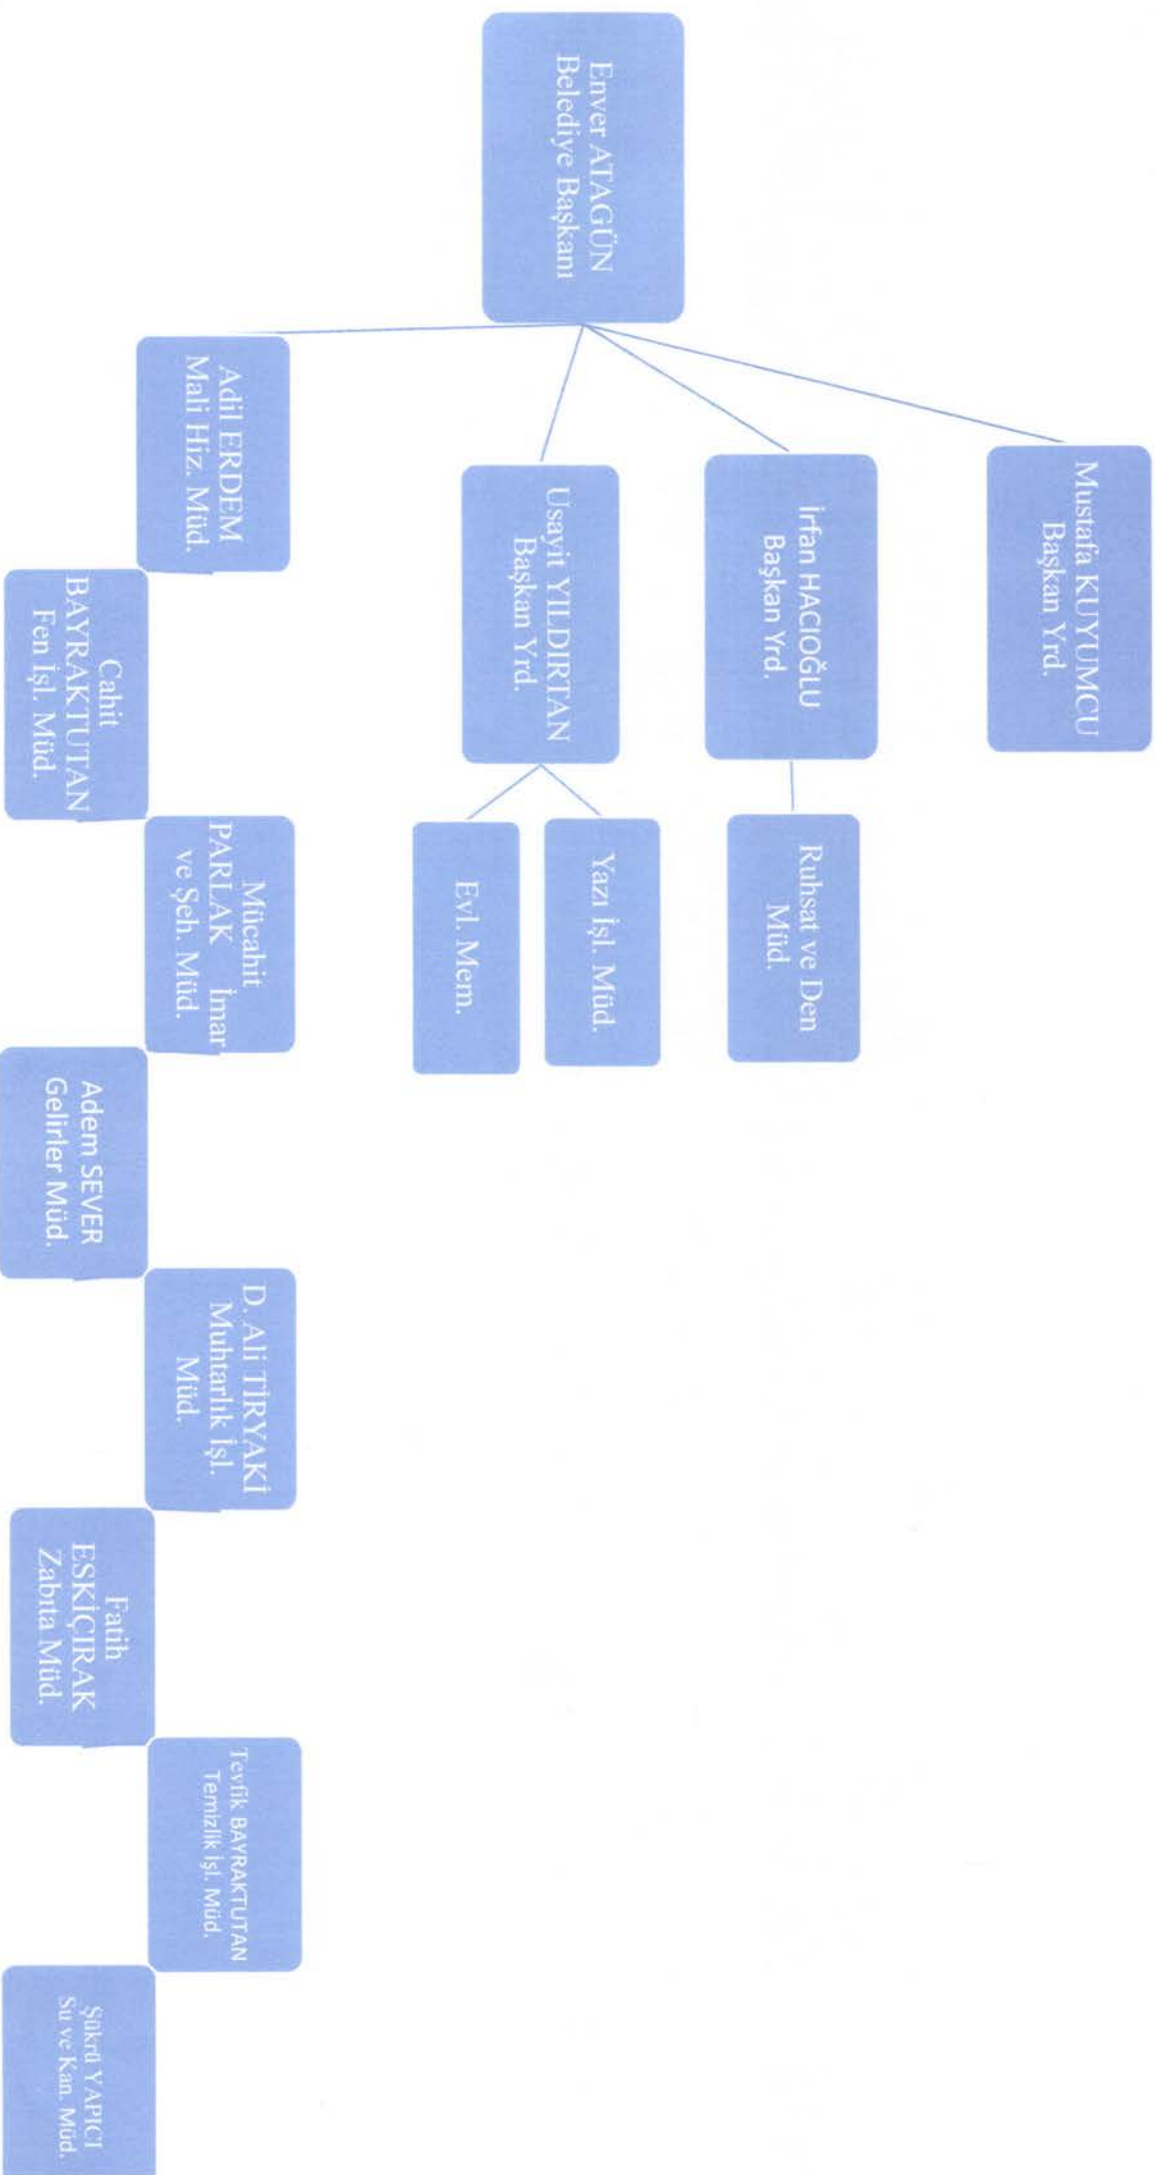 Enver ATAGÜN
Belediye Başkanı
Mustafa KUYUMCU
Başkan Yrd.
İrfan HACIOĞLU
Başkan Yrd.
Ruhsat ve Den
Müd.
Usayit YILDIRTAN
Başkan Yrd.
Yazı İşl. Müd.
Evl. Mem.
Adil ERDEM
Mali Hiz. Müd.
Cahit
BAYRAKTUTAN
Fen İşl. Müd.
Mücahit
PARLAK İmar
ve Şeh. Müd.
Adem SEVER
Gelirler Müd.
D. Ali TİRYAKİ
Muhtarlık İşl.
Müd.
Fatih
ESKİÇIRAK
Zabıta Müd.
Tevfik BAYRAKTUTAN
Temizlik İşl. Müd.
Şükrü YAPICI
Su ve Kan. Müd.